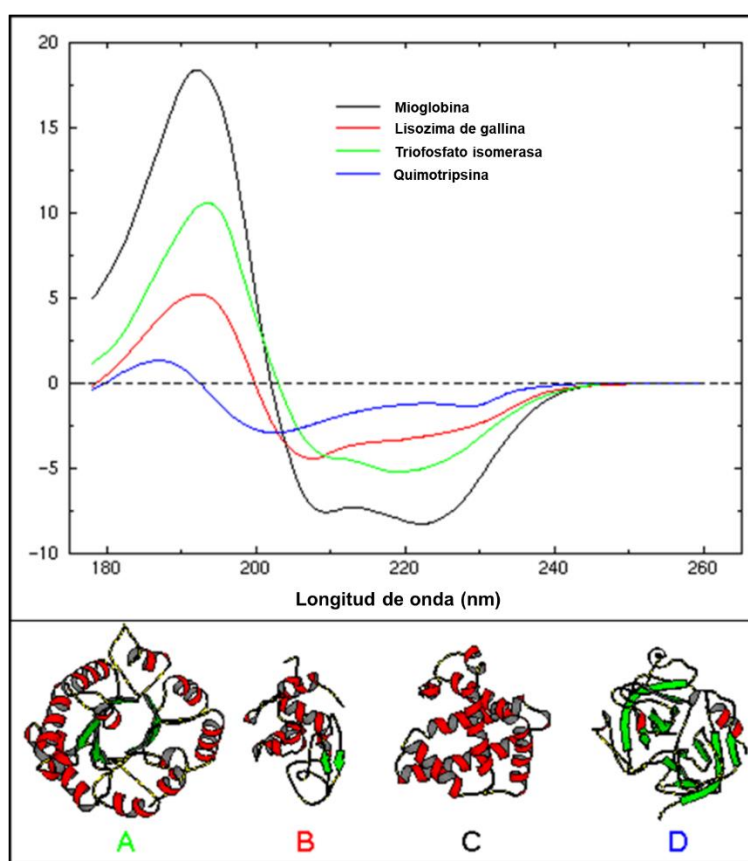 20
15
10
5
0
−5
−10
Mioglobina
Lisozima de gallina
Triofosfato isomerasa
Quimotripsina
180 200 220 240 260
Longitud de onda (nm)
A B C D